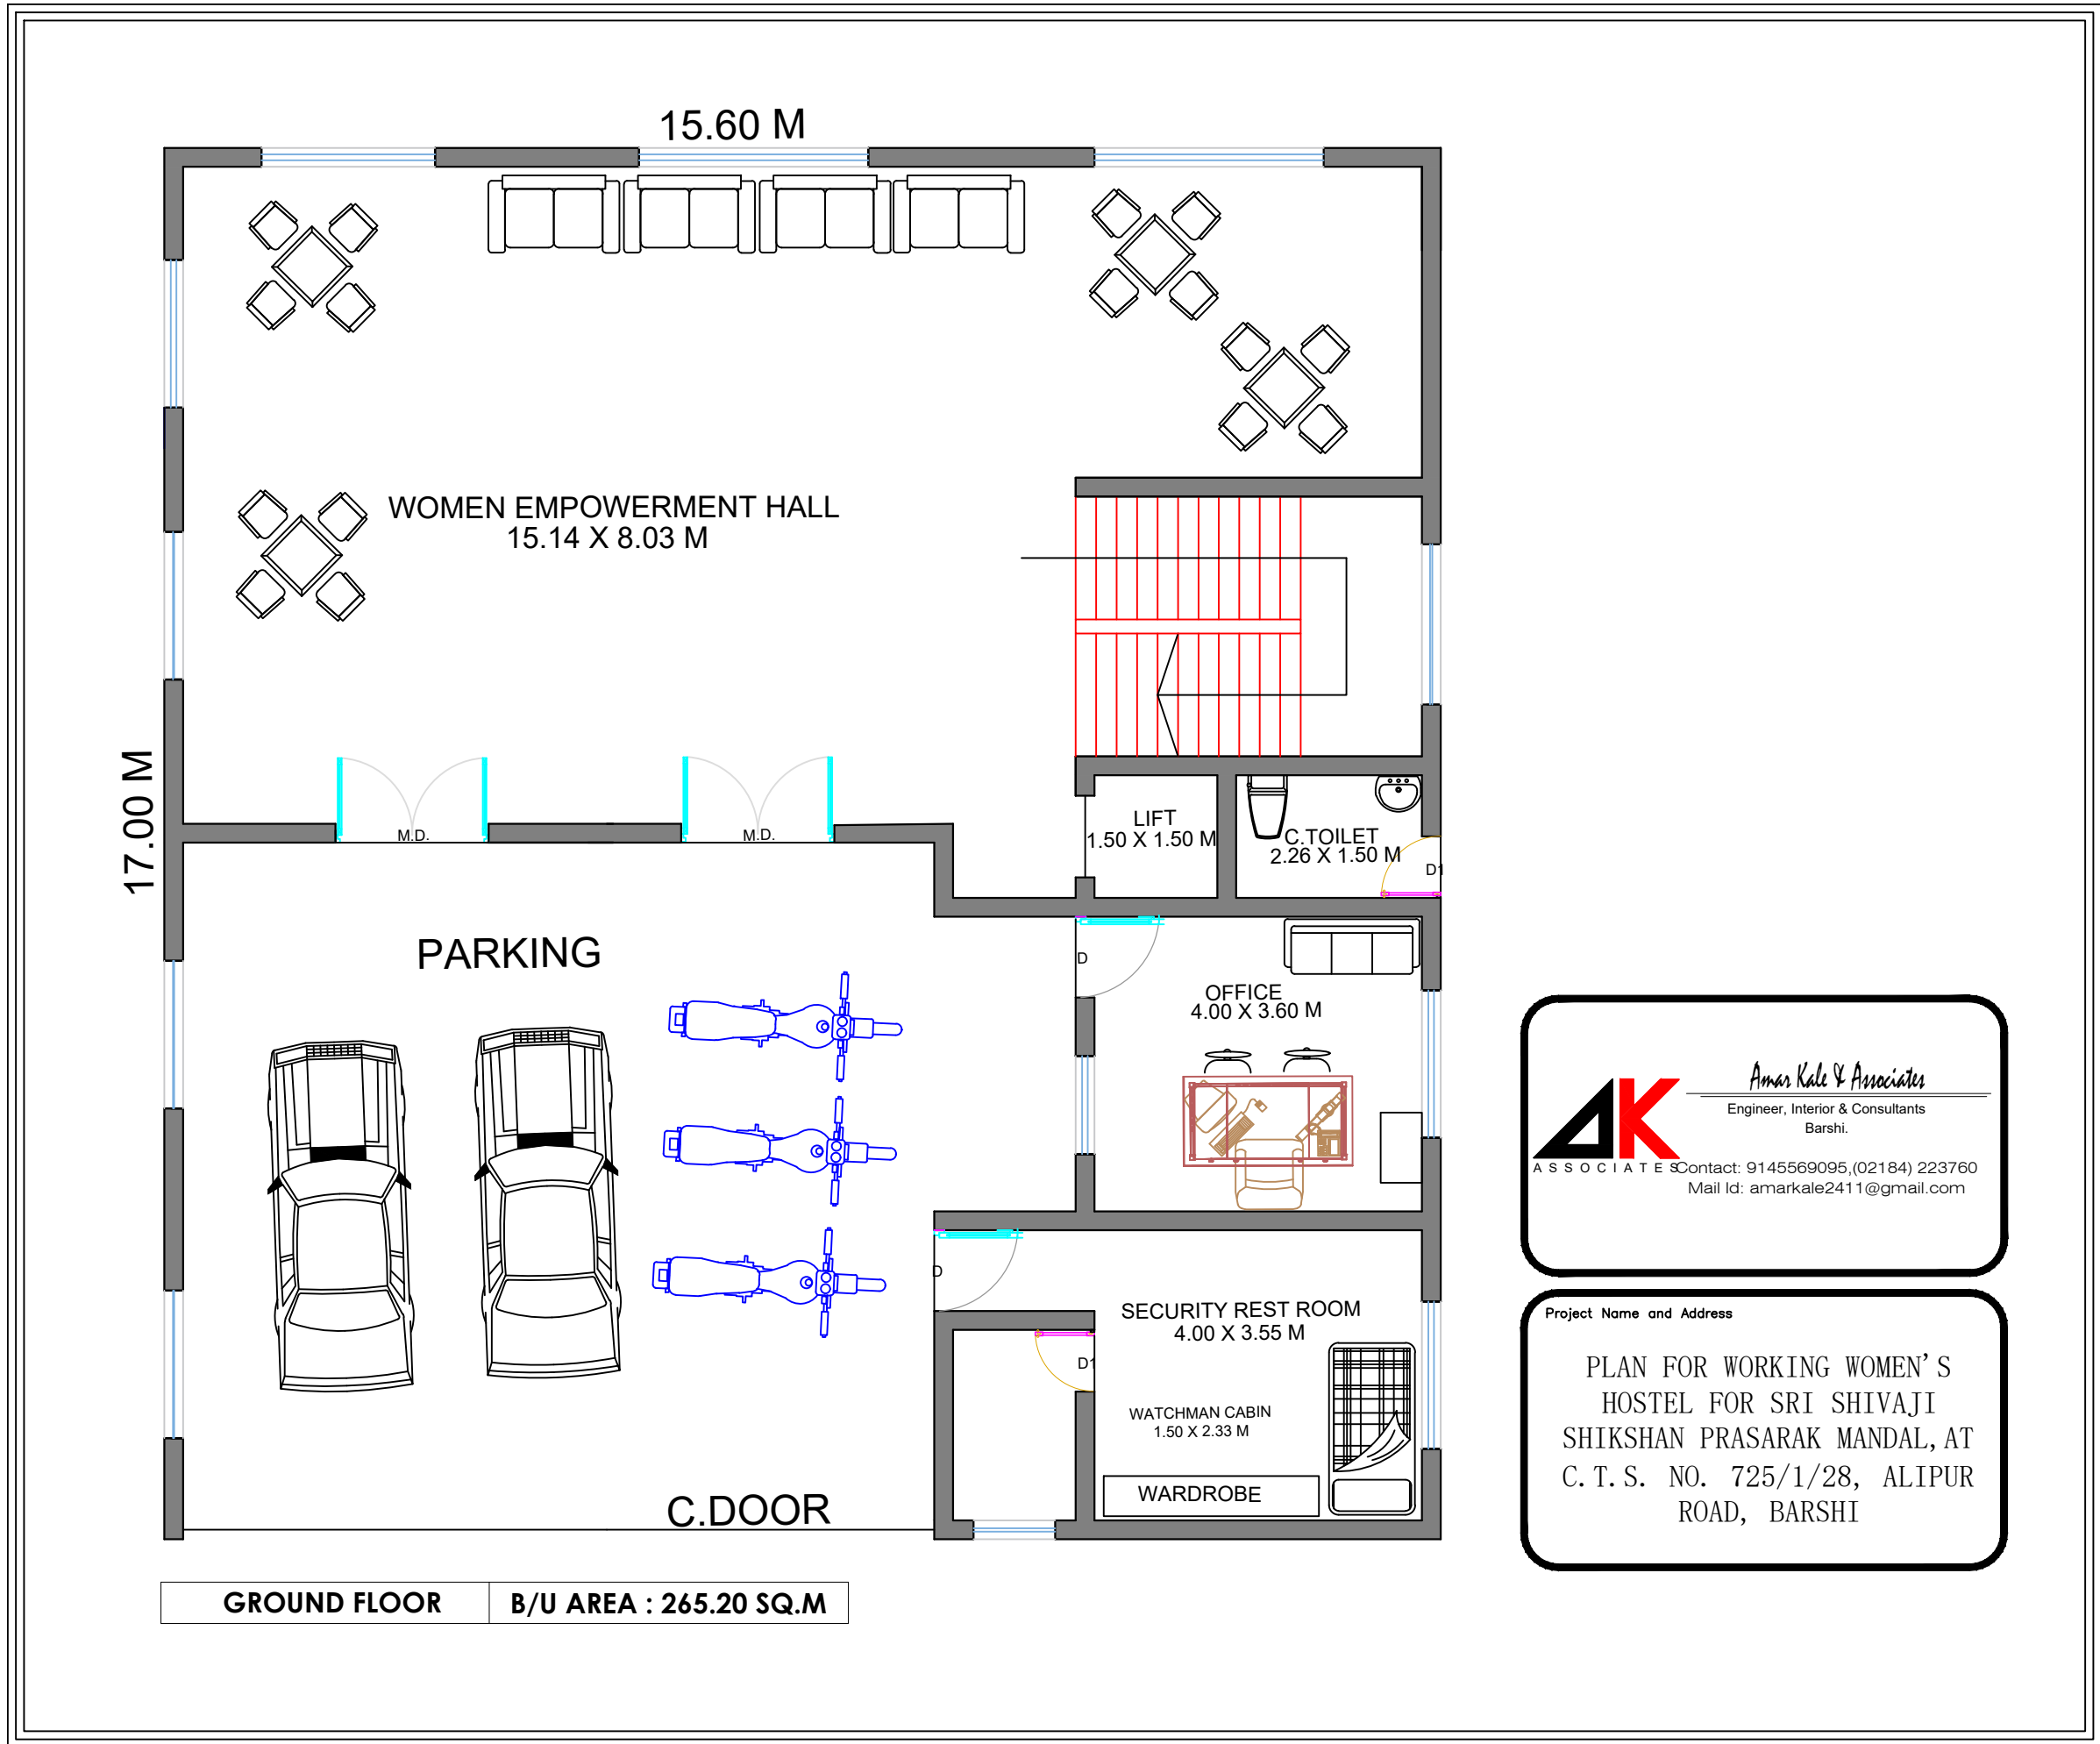 15.60 M
WOMEN EMPOWERMENT HALL
15.14 X 8.03 M
17.00 M
M.D.
M.D.
LIFT
1.50 X 1.50 M
C.TOILET
2.26 X 1.50 M
D1
PARKING
D
OFFICE
4.00 X 3.60 M
D
SECURITY REST ROOM
4.00 X 3.55 M
D1
WATCHMAN CABIN
1.50 X 2.33 M
WARDROBE
C.DOOR
GROUND FLOOR
B/U AREA : 265.20 SQ.M
AK
ASSOCIATES
Amar Kale & Associates
Engineer, Interior & Consultants
Barshi.
Contact: 9145569095,(02184) 223760
Mail Id: amarkale2411@gmail.com
Project Name and Address
PLAN FOR WORKING WOMEN'S
HOSTEL FOR SRI SHIVAJI
SHIKSHAN PRASARAK MANDAL, AT
C.T.S. NO. 725/1/28, ALIPUR
ROAD, BARSHI